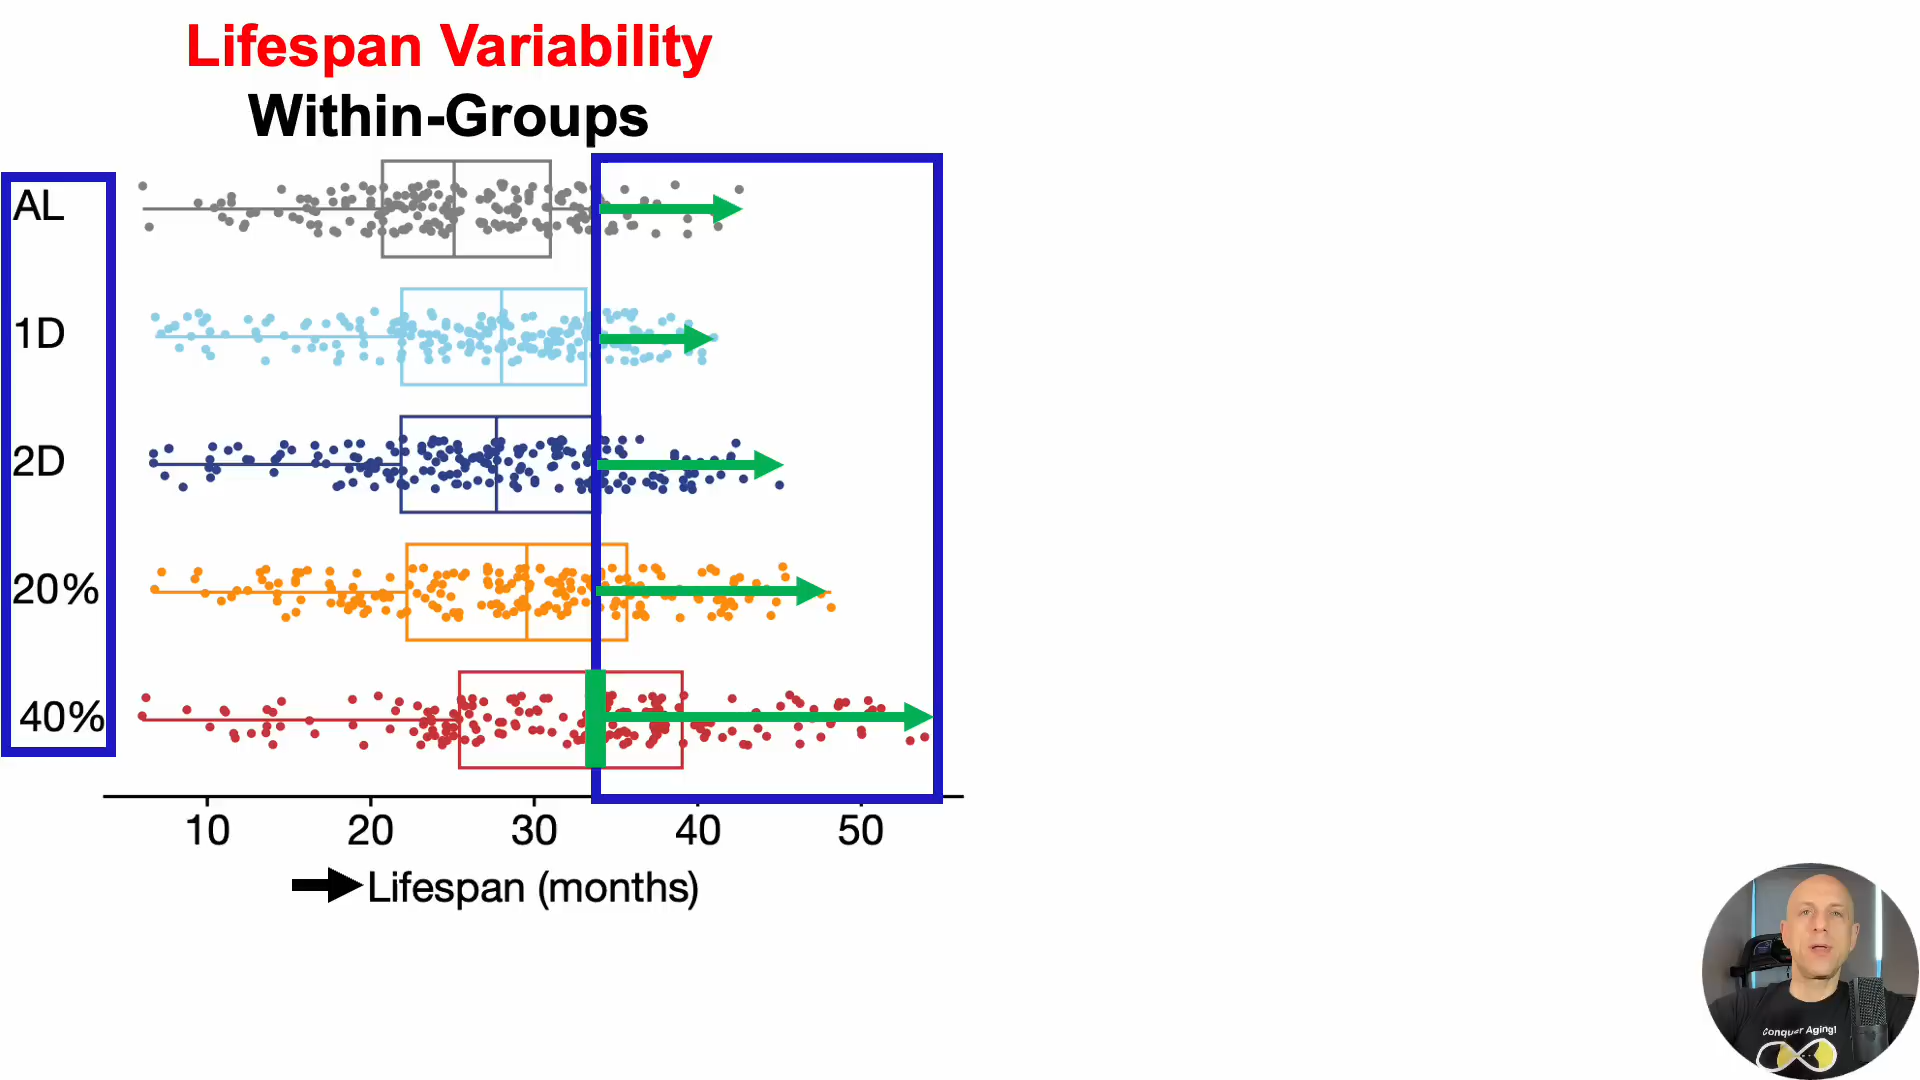 Lifespan Variability
Within-Groups
AL
1D
2D
20%
40%
10 20 30 40 50
Lifespan (months)
Conquer Aging!